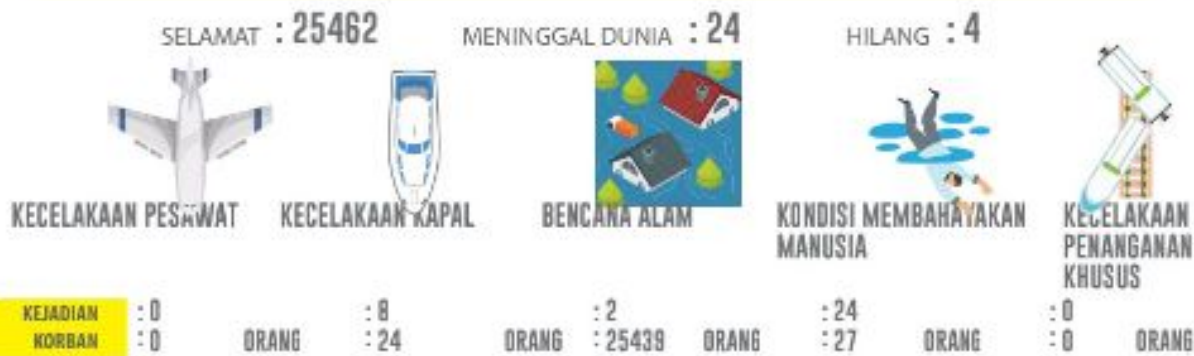 SELAMAT : 25462 MENINGGAL DUNIA : 24 HILANG : 4
KECELAKAAN PESAWAT KECELAKAAN KAPAL BENCANA ALAM KONDISI MEMBAHAYAKAN MANUSIA KECELAKAAN PENANGANAN KHUSUS
KEJADIAN : 0 : 8 : 2 : 24 : 0
KORBAN : 0 ORANG : 24 ORANG : 25439 ORANG : 27 ORANG : 0 ORANG